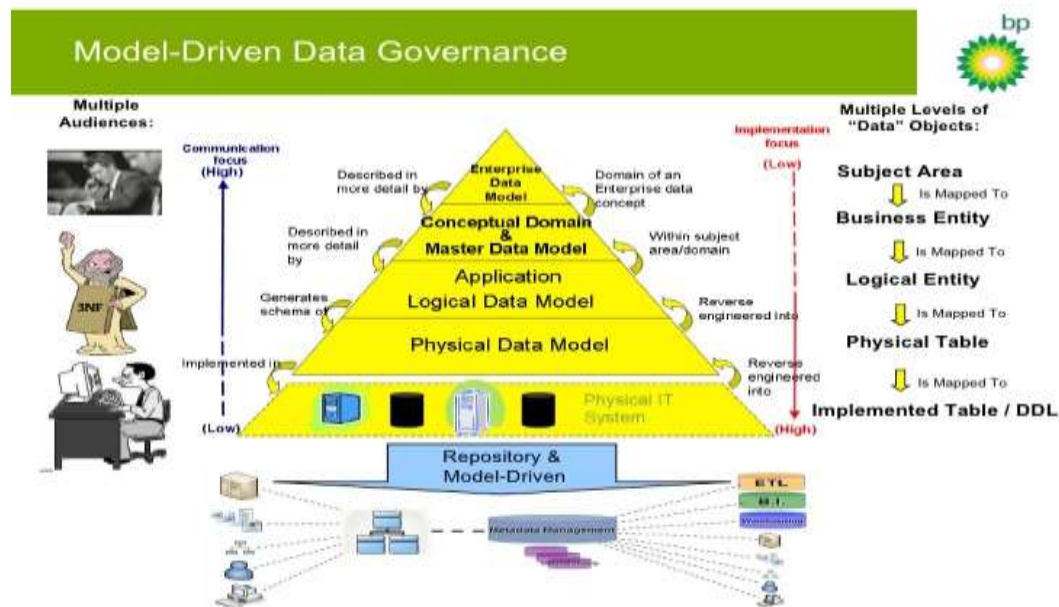 bp
Model-Driven Data Governance
Multiple
Audiences:
3NF
Communication
focus
(High)
(Low)
Described in
more detail by
Described
in more detail
by
Generates
schema of
Implemented in
Enterprise
Data
Model
Conceptual Domain
&
Master Data Model
Application
Logical Data Model
Physical Data Model
Physical IT
System
Domain of an
Enterprise data
concept
Within subject
area/domain
Reverse
engineered into
Reverse
engineered
into
Implementation
focus
(Low)
(High)
Multiple Levels of
"Data" Objects:
Subject Area
Is Mapped To
Business Entity
Is Mapped To
Logical Entity
Is Mapped To
Physical Table
Is Mapped To
Implemented Table / DDL
Repository &
Model-Driven
Metadata Management
ETL
B.I.